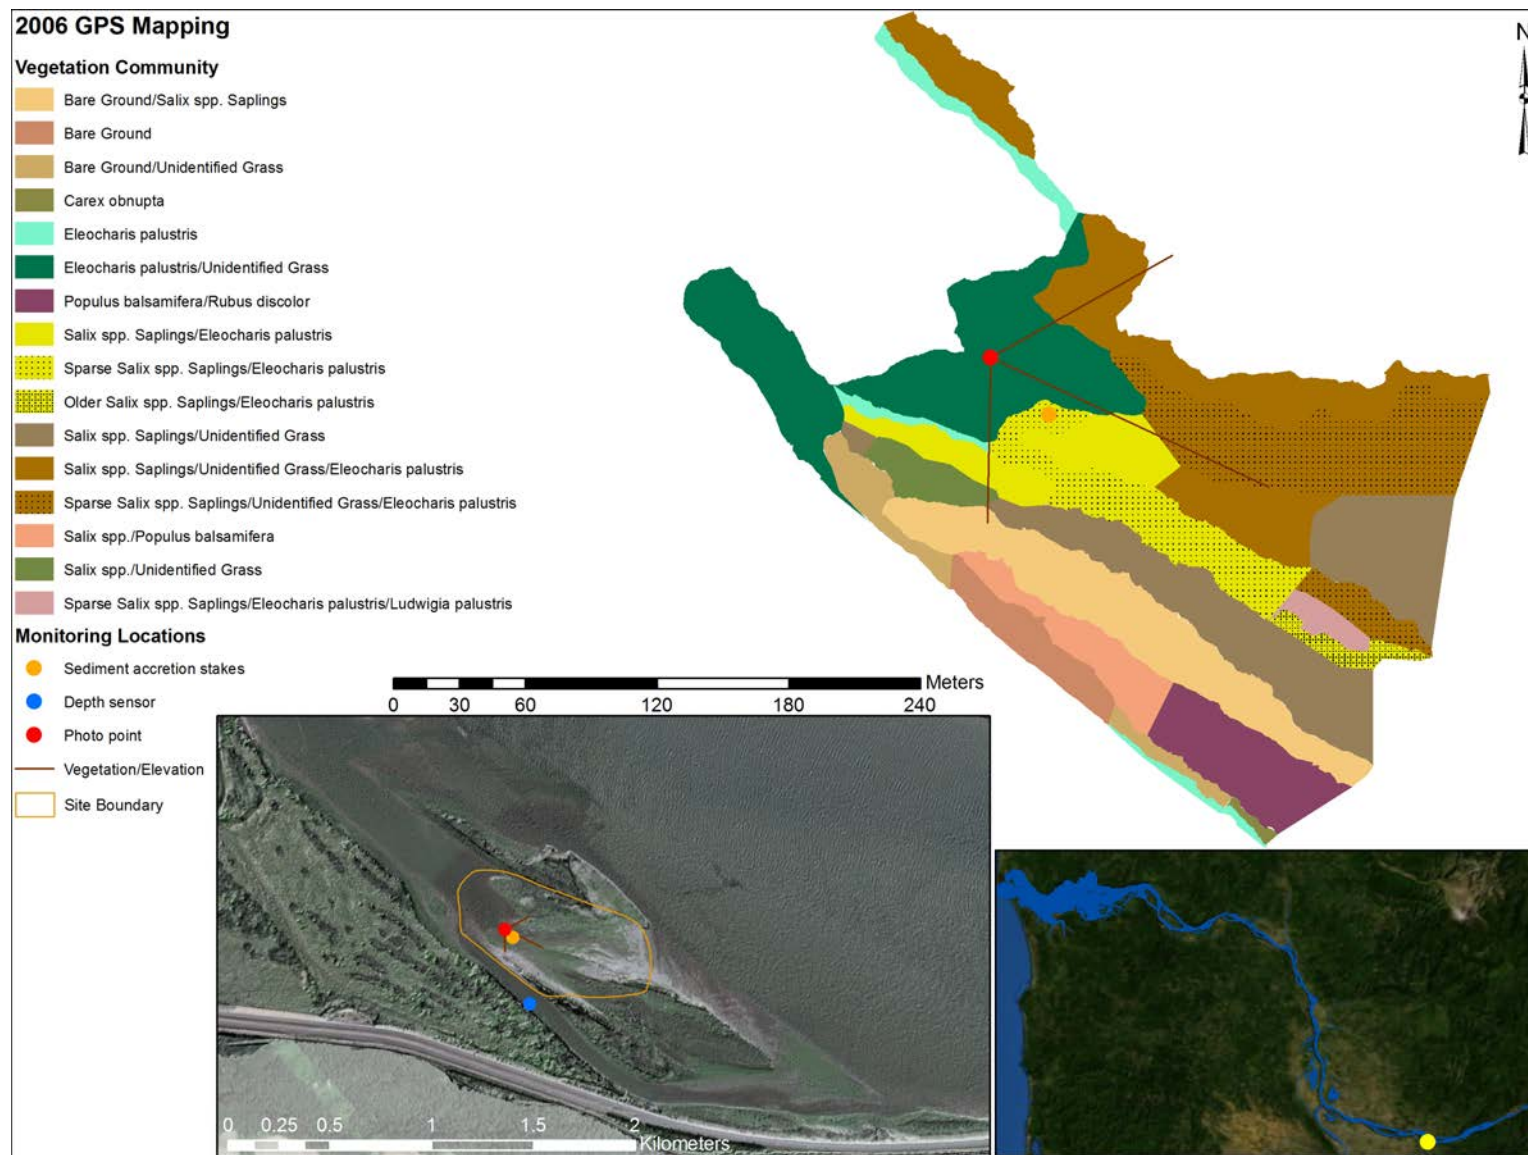 2006 GPS Mapping
N
Vegetation Community
Bare Ground/Salix spp. Saplings
Bare Ground
Bare Ground/Unidentified Grass
Carex obnupta
Eleocharis palustris
Eleocharis palustris/Unidentified Grass
Populus balsamifera/Rubus discolor
Salix spp. Saplings/Eleocharis palustris
Sparse Salix spp. Saplings/Eleocharis palustris
Older Salix spp. Saplings/Eleocharis palustris
Salix spp. Saplings/Unidentified Grass
Salix spp. Saplings/Unidentified Grass/Eleocharis palustris
Sparse Salix spp. Saplings/Unidentified Grass/Eleocharis palustris
Salix spp./Populus balsamifera
Salix spp./Unidentified Grass
Sparse Salix spp. Saplings/Eleocharis palustris/Ludwigia palustris
Monitoring Locations
Sediment accretion stakes
Depth sensor
Photo point
Vegetation/Elevation
Site Boundary
Meters
0 30 60 120 180 240
0 0.25 0.5 1 1.5 2
Kilometers